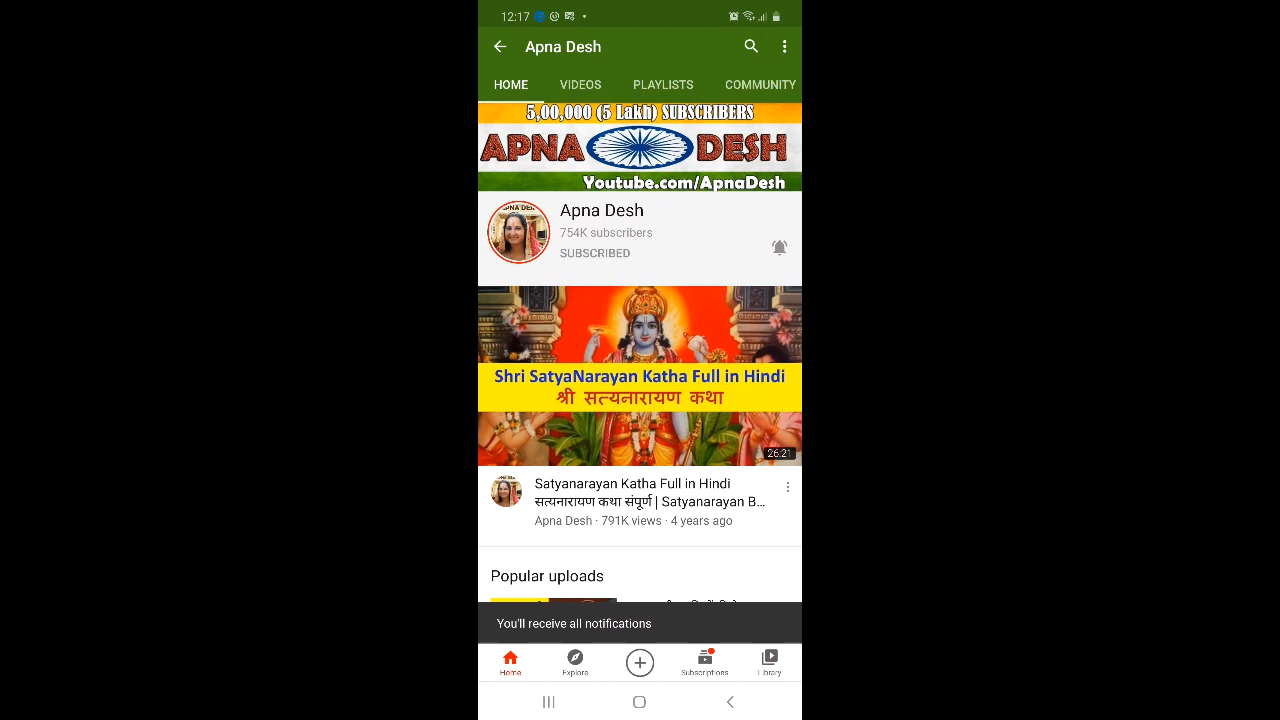 12:17
Apna Desh
HOME VIDEOS PLAYLISTS COMMUNITY
5,00,000 (5 Lakh) SUBSCRIBERS
APNA DESH
Youtube.com/ApnaDesh
Apna Desh
754K subscribers
SUBSCRIBED
Shri SatyaNarayan Katha Full in Hindi
श्री सत्यनारायण कथा
26:21
Satyanarayan Katha Full in Hindi
सत्यनारायण कथा संपूर्ण | Satyanarayan B...
Apna Desh · 791K views · 4 years ago
Popular uploads
You'll receive all notifications
Home Explore Subscriptions Library